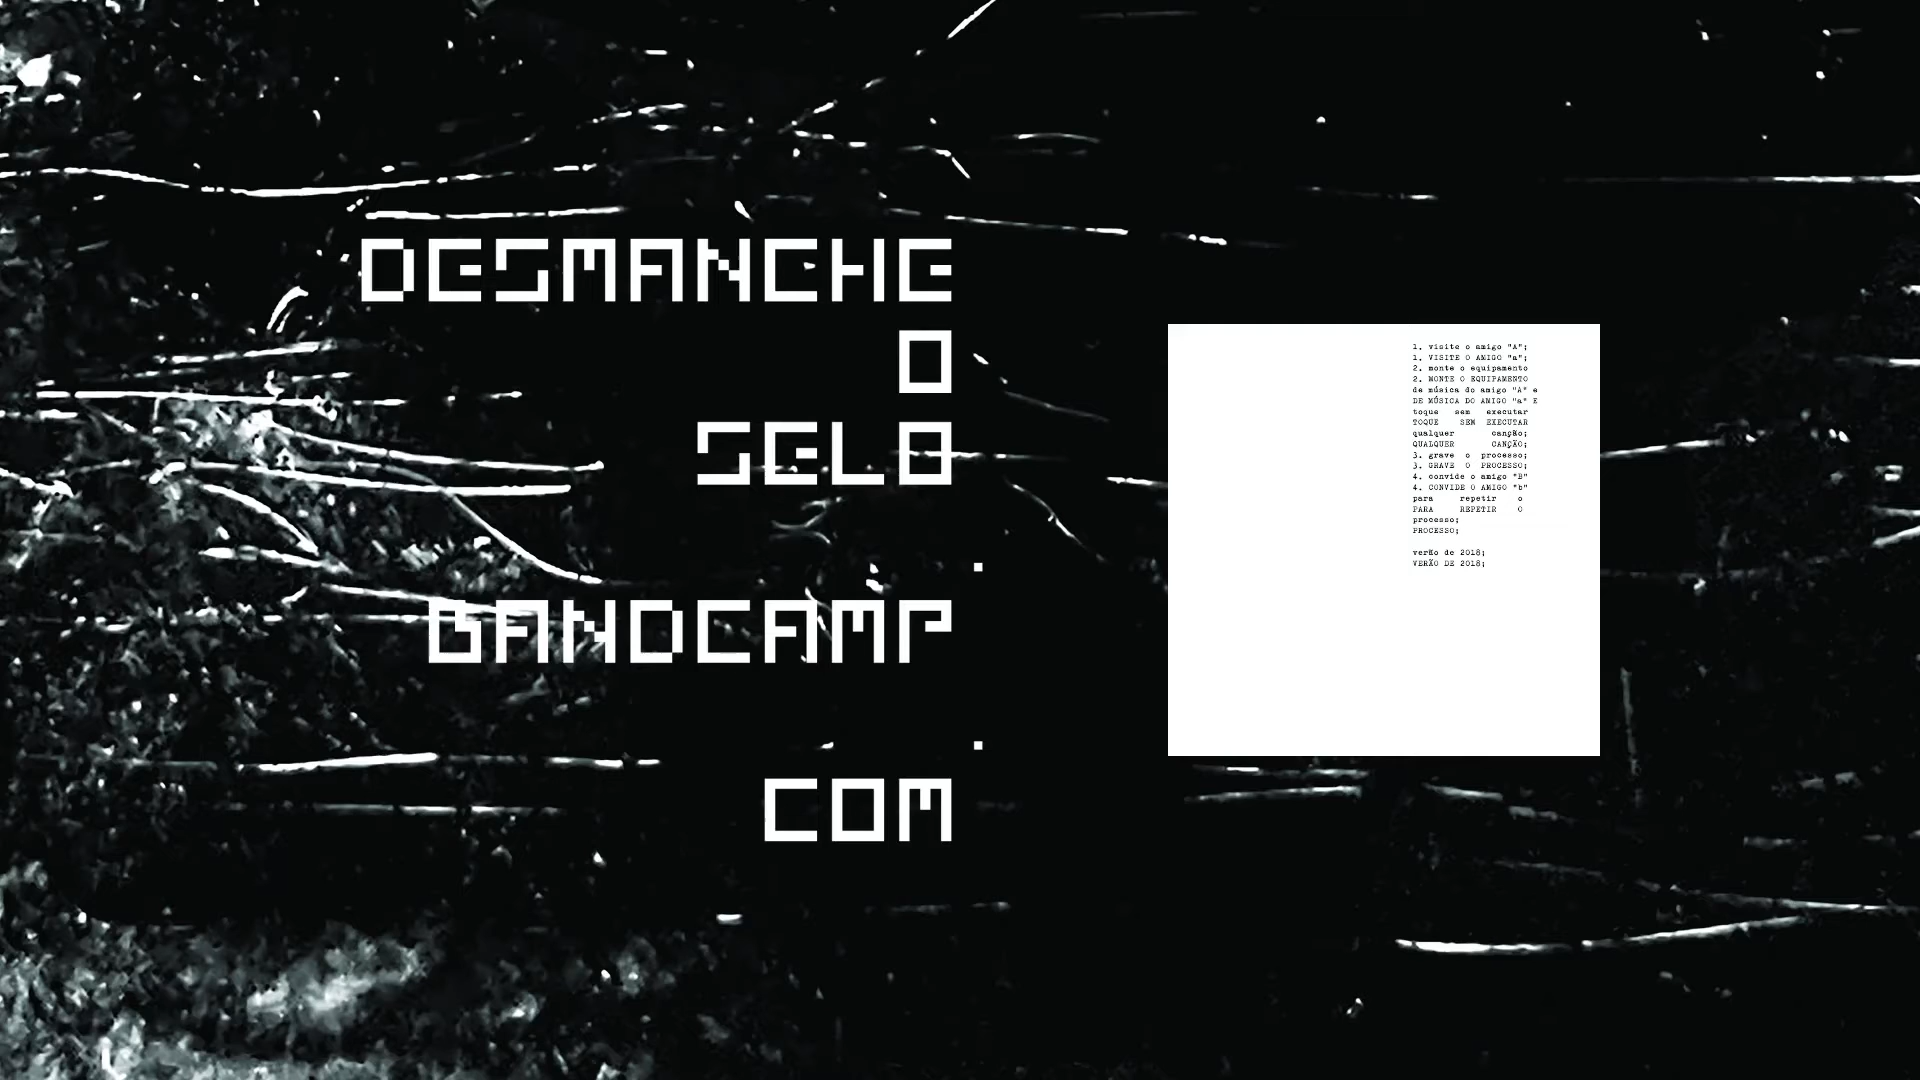 DESMANCHE
O
SELO
.
BANDCAMP
.
COM
1. visite o amigo "A";
1. VISITE O AMIGO "a";
2. monte o equipamento
2. MONTE O EQUIPAMENTO
de música do amigo "A" e
DE MÚSICA DO AMIGO "a" E
toque sem executar
TOQUE SEM EXECUTAR
qualquer canção;
QUALQUER CANÇÃO;
3. grave o processo;
3. GRAVE O PROCESSO;
4. convide o amigo "B"
4. CONVIDE O AMIGO "b"
para repetir o
PARA REPETIR O
processo;
PROCESSO;
verão de 2018;
VERÃO DE 2018;